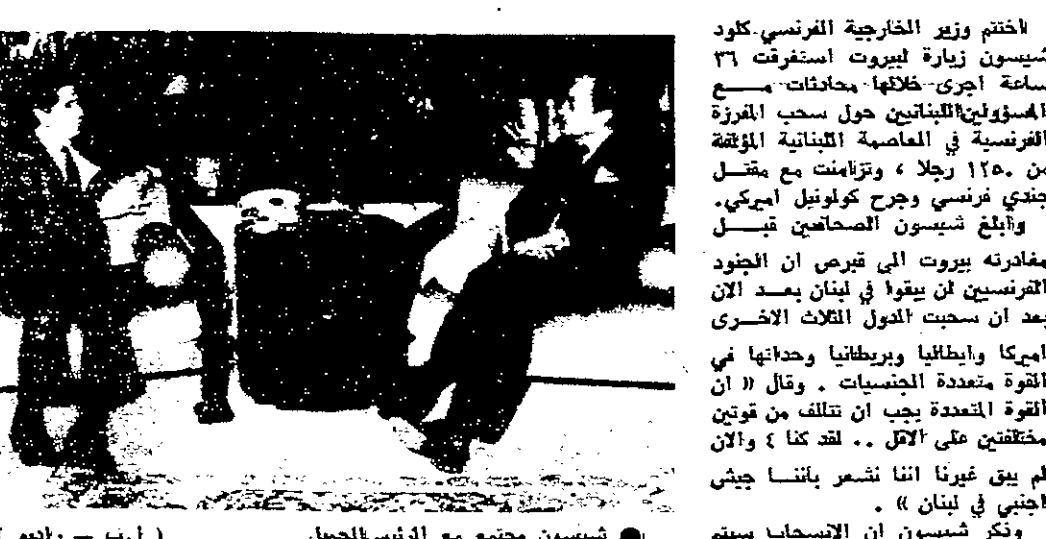 اختتم وزير الخارجية الفرنسي كلود
شيسون زيارة لبيروت استغرقت ٣٦
ساعة اجرى خلالها محادثات مع
المسؤولين اللبنانيين حول سحب المفرزة
الفرنسية في العاصمة اللبنانية المؤلفة
من ١٢٥٠ رجلا ، وتزامنت مع مقتل
جندي فرنسي وجرح كولونيل اميركي.
وأبلغ شيسون الصحافيين قبل
مغادرته بيروت الى قبرص ان الجنود
الفرنسيين لن يبقوا في لبنان بعد الان
بعد ان سحبت الدول الثلاث الاخرى
اميركا وايطاليا وبريطانيا وحداتها في
القوة متعددة الجنسيات . وقال « ان
القوة المتعددة يجب ان تتالف من قوتين
مختلفتين على الاقل .. لقد كنا ٤ والان
لم يبق غيرنا اننا نشعر بأننا جيش
اجنبي في لبنان » .
وذكر شيسون ان الانسحاب سيتم
● شيسون مجتمع مع الرئيس الجميل ( ا.ب — راديو )